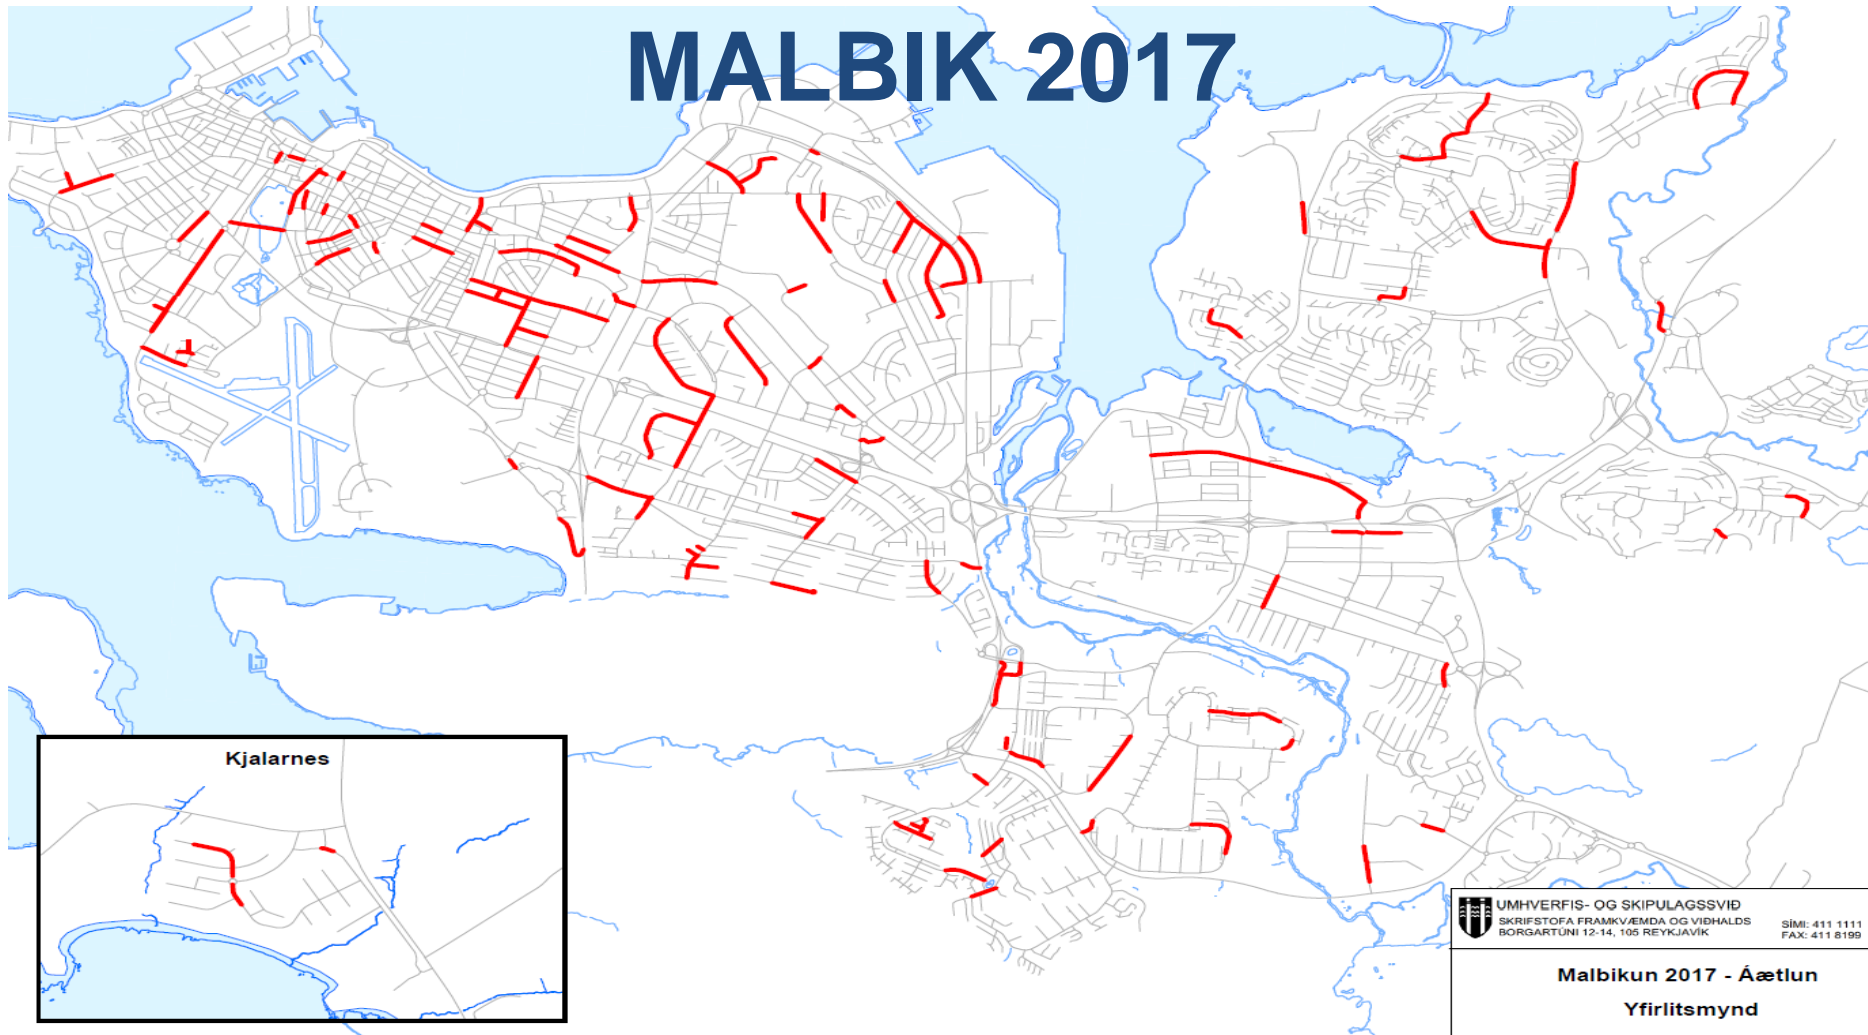 MALBIK 2017
Kjalarnes
UMHVERFIS- OG SKIPULAGSSVIÐ
SKRIFSTOFA FRAMKVÆMDA OG VIÐHALDS
BORGARTÚNI 12-14, 105 REYKJAVÍK
SÍMI: 411 1111
FAX: 411 8199
Malbikun 2017 - Áætlun
Yfirlitsmynd